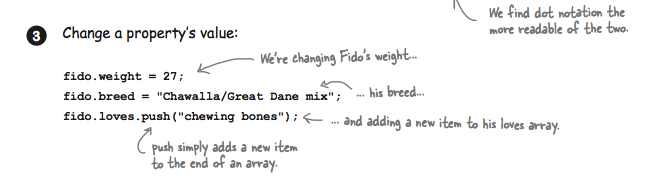 We find dot notation the
more readable of the two.
3 Change a property's value:
We're changing Fido's weight...
fido.weight = 27;
fido.breed = "Chawalla/Great Dane mix"; ... his breed...
fido.loves.push("chewing bones"); ... and adding a new item to his loves array.
push simply adds a new item
to the end of an array.